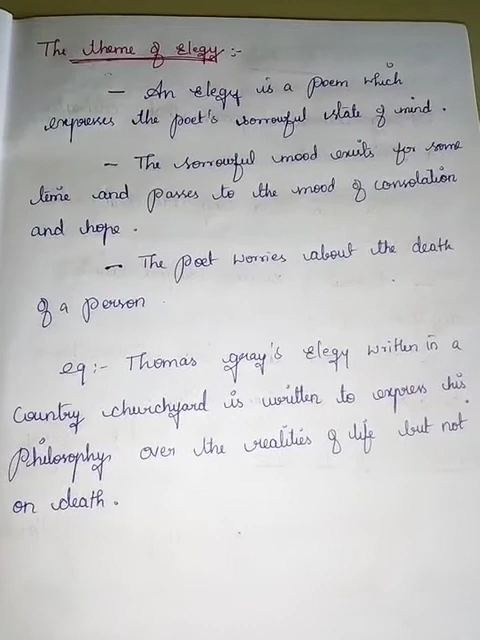 The theme of Elegy :-
- An Elegy is a Poem which
expresses the poet's sorrowful state of mind.
- The sorrowful mood exits for some
time and passes to the mood of consolation
and hope.
- The poet worries about the death
of a person.
eg:- Thomas gray's Elegy written in a
Country churchyard is written to express his
Philosophy over the realities of life but not
on death.